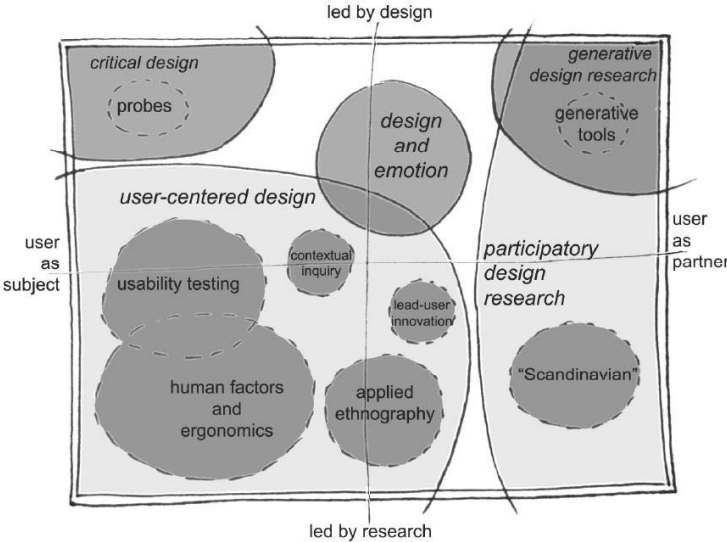 led by design
critical design
probes
generative
design research
generative
tools
design
and
emotion
user-centered design
user
as
subject
usability testing
contextual
inquiry
participatory
design
research
user
as
partner
lead-user
innovation
human factors
and
ergonomics
applied
ethnography
“Scandinavian”
led by research